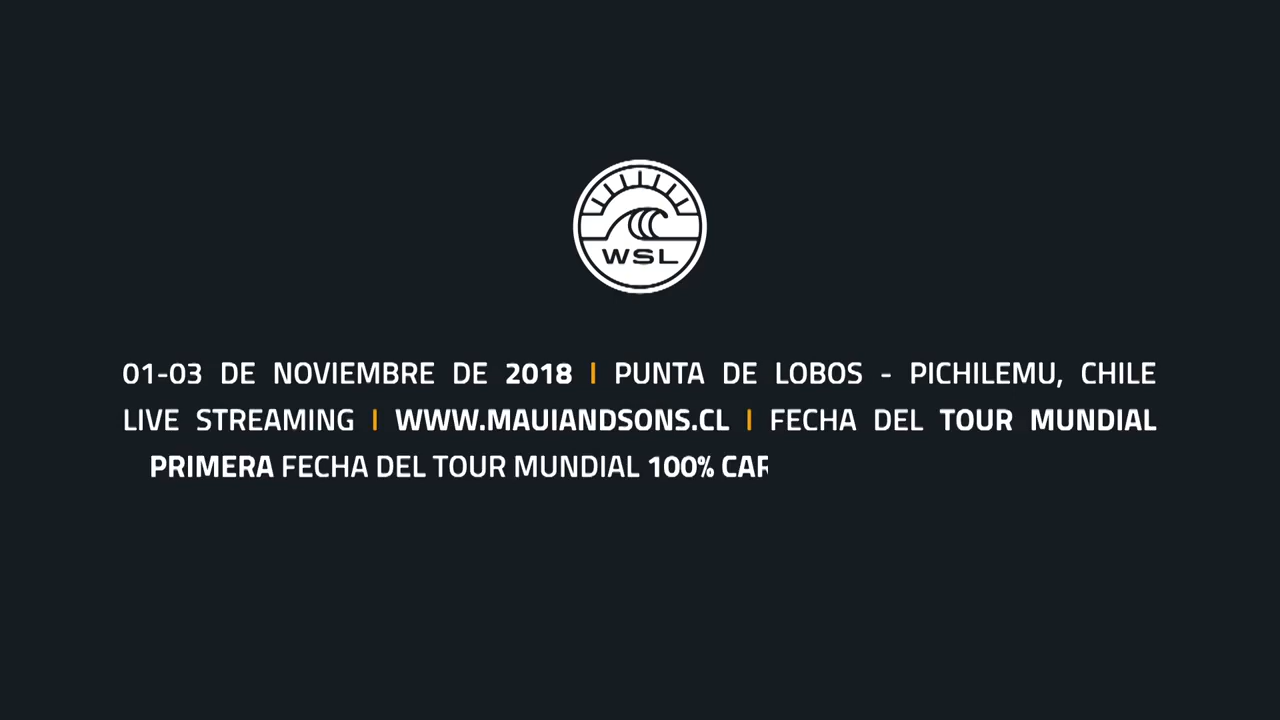 WSL
01-03 DE NOVIEMBRE DE 2018 | PUNTA DE LOBOS - PICHILEMU, CHILE
LIVE STREAMING | WWW.MAUIANDSONS.CL | FECHA DEL TOUR MUNDIAL
PRIMERA FECHA DEL TOUR MUNDIAL 100%